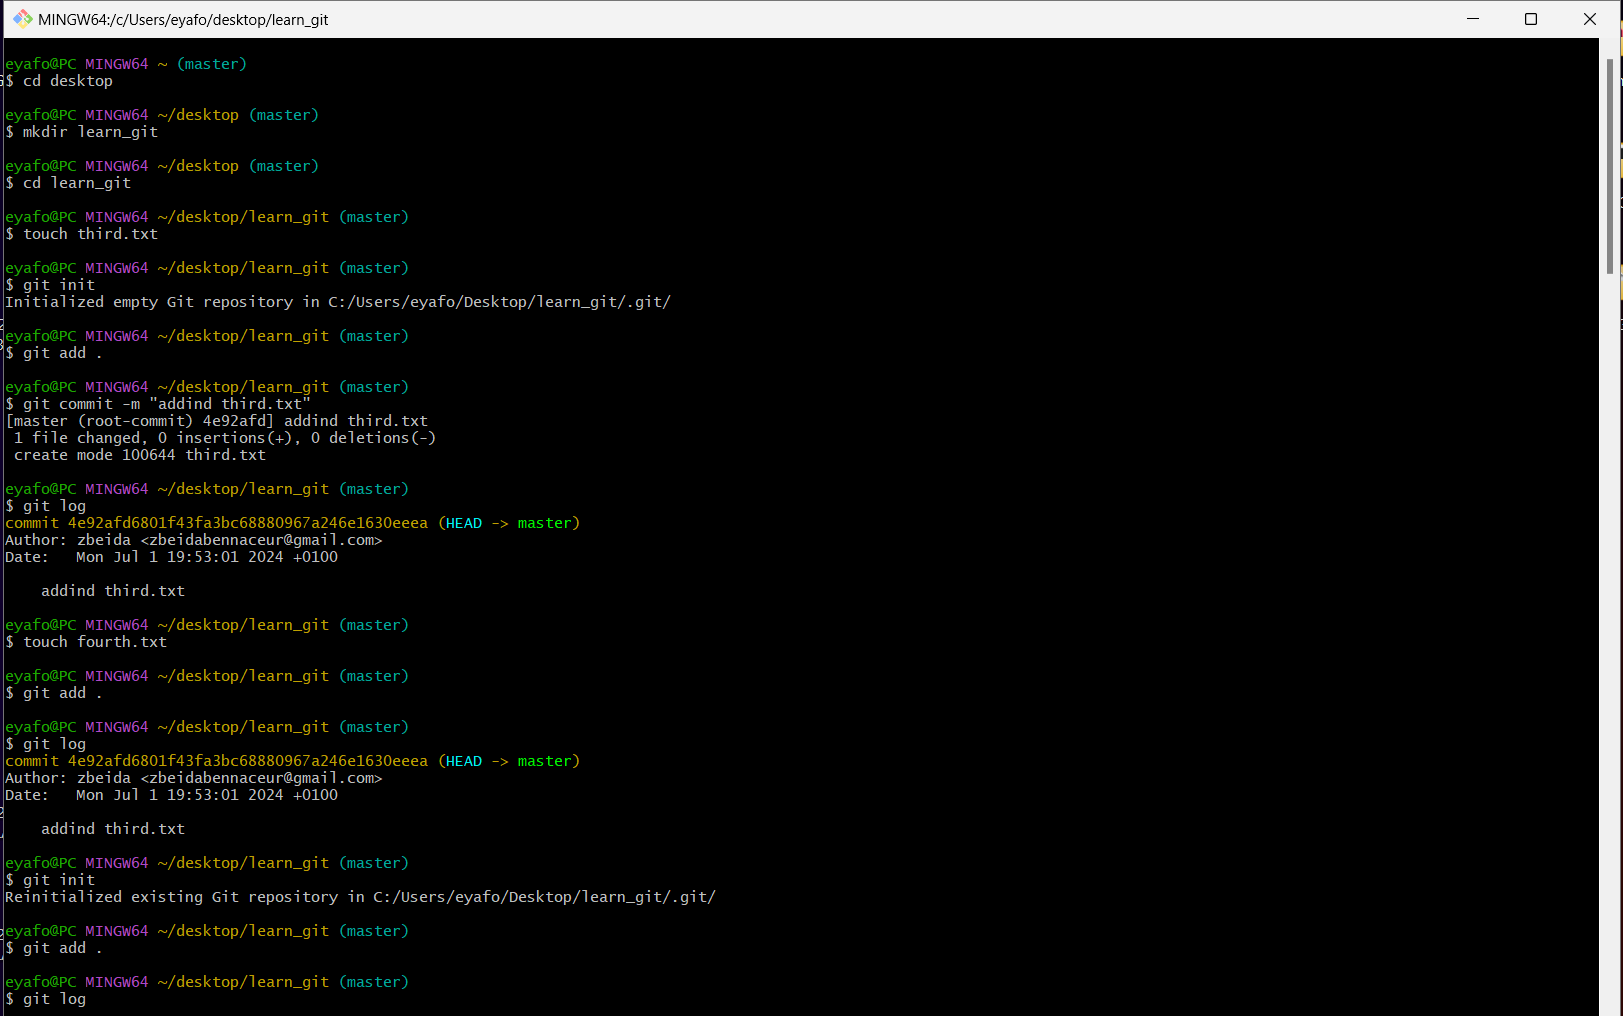 MINGW64:/c/Users/eyafo/desktop/learn_git
eyafo@PC MINGW64 ~ (master)
$ cd desktop
eyafo@PC MINGW64 ~/desktop (master)
$ mkdir learn_git
eyafo@PC MINGW64 ~/desktop (master)
$ cd learn_git
eyafo@PC MINGW64 ~/desktop/learn_git (master)
$ touch third.txt
eyafo@PC MINGW64 ~/desktop/learn_git (master)
$ git init
Initialized empty Git repository in C:/Users/eyafo/Desktop/learn_git/.git/
eyafo@PC MINGW64 ~/desktop/learn_git (master)
$ git add .
eyafo@PC MINGW64 ~/desktop/learn_git (master)
$ git commit -m "addind third.txt"
[master (root-commit) 4e92afd] addind third.txt
 1 file changed, 0 insertions(+), 0 deletions(-)
 create mode 100644 third.txt
eyafo@PC MINGW64 ~/desktop/learn_git (master)
$ git log
commit 4e92afd6801f43fa3bc68880967a246e1630eeea (HEAD -> master)
Author: zbeida <zbeidabennaceur@gmail.com>
Date:   Mon Jul 1 19:53:01 2024 +0100
    addind third.txt
eyafo@PC MINGW64 ~/desktop/learn_git (master)
$ touch fourth.txt
eyafo@PC MINGW64 ~/desktop/learn_git (master)
$ git add .
eyafo@PC MINGW64 ~/desktop/learn_git (master)
$ git log
commit 4e92afd6801f43fa3bc68880967a246e1630eeea (HEAD -> master)
Author: zbeida <zbeidabennaceur@gmail.com>
Date:   Mon Jul 1 19:53:01 2024 +0100
    addind third.txt
eyafo@PC MINGW64 ~/desktop/learn_git (master)
$ git init
Reinitialized existing Git repository in C:/Users/eyafo/Desktop/learn_git/.git/
eyafo@PC MINGW64 ~/desktop/learn_git (master)
$ git add .
eyafo@PC MINGW64 ~/desktop/learn_git (master)
$ git log